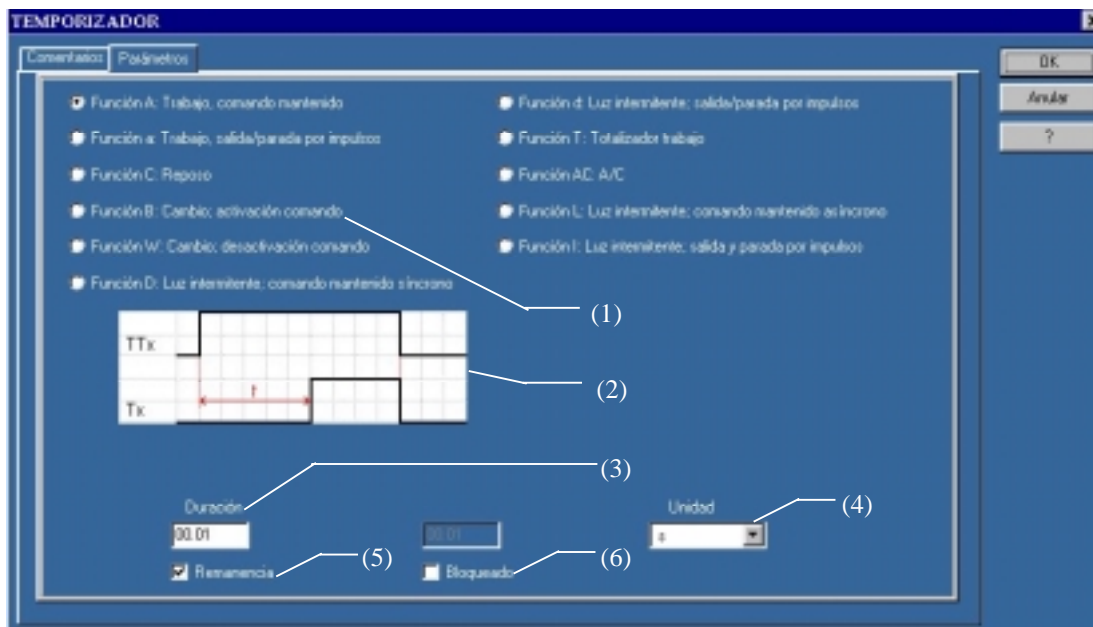 TEMPORIZADOR
Comentarios Parámetros
OK
Anular
?
Función A: Trabajo, comando mantenido
Función a: Trabajo, salida/parada por impulsos
Función C: Reposo
Función B: Cambio; activación comando
Función W: Cambio; desactivación comando
Función D: Luz intermitente; comando mantenido síncrono
Función d: Luz intermitente; salida/parada por impulsos
Función T: Totalizador trabajo
Función AC: A/C
Función L: Luz intermitente; comando mantenido asíncrono
Función l: Luz intermitente; salida y parada por impulsos
(1)
TTx
t
Tx
(2)
(3)
Duración
00.01
00.01
Unidad
s
(4)
Remanencia
(5)
Bloqueado
(6)